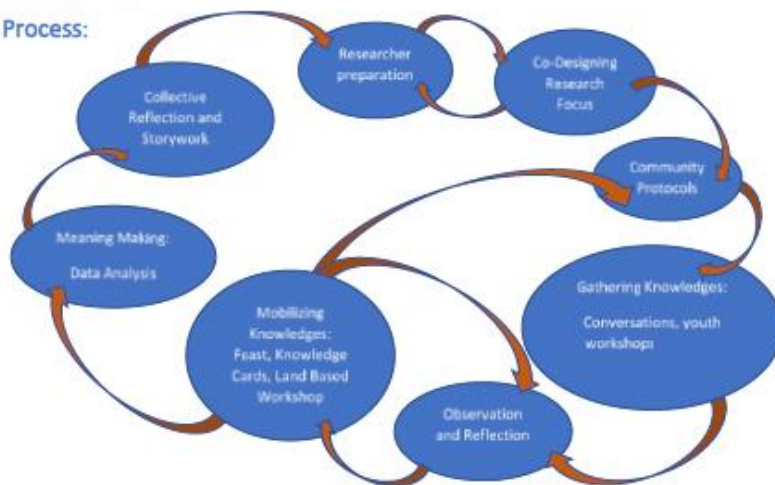 Process:
Researcher
preparation
Co-Designing
Research
Focus
Collective
Reflection and
Storywork
Community
Protocols
Meaning Making:
Data Analysis
Gathering Knowledges:
Conversations, youth
workshops
Mobilizing
Knowledges:
Feast, Knowledge
Cards, Land Based
Workshop
Observation
and Reflection